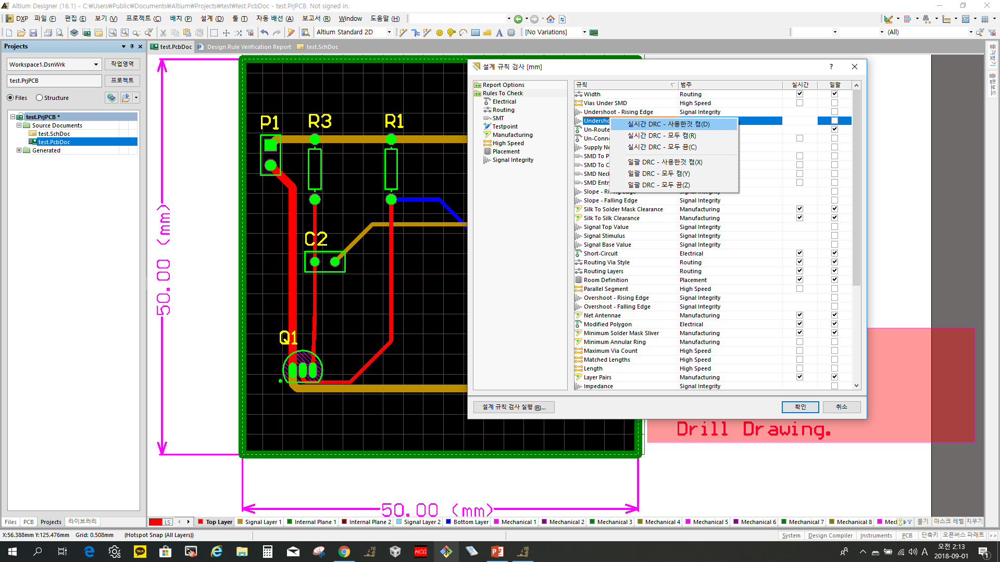 Altium Designer (16.1) - C:₩Users₩Public₩Documents₩Altium₩Projects₩test₩test.PcbDoc - test.PrjPCB. Not signed in.
DXP 파일 (F) 편집 (E) 보기 (V) 프로젝트 (C) 배치 (P) 설계 (D) 툴 (T) 자동 배선 (A) 보고서 (R) Window 도움말 (H)
Altium Standard 2D [No Variations] (All)
Projects
test.PcbDoc Design Rule Verification Report test.SchDoc
Workspace1.DsnWrk 작업영역
test.PrjPCB 프로젝트
Files Structure
test.PrjPCB *
Source Documents
test.SchDoc
test.PcbDoc
Generated
50.00 (mm)
P1 R3 R1
C2
Q1
50.00 (mm)
Drill Drawing.
설계 규칙 검사 [mm] ?
Report Options
Rules To Check
Electrical
Routing
SMT
Testpoint
Manufacturing
High Speed
Placement
Signal Integrity
규칙 범주 실시간 일괄
Width Routing
Vias Under SMD High Speed
Undershoot - Rising Edge Signal Integrity
Undersho
Un-Route
Un-Conne
Supply Ne
SMD To P
SMD To C
SMD Neck
SMD Entr
Slope - Rising Edge Signal Integrity
Slope - Falling Edge Signal Integrity
Silk To Solder Mask Clearance Manufacturing
Silk To Silk Clearance Manufacturing
Signal Top Value Signal Integrity
Signal Stimulus Signal Integrity
Signal Base Value Signal Integrity
Short-Circuit Electrical
Routing Via Style Routing
Routing Layers Routing
Room Definition Placement
Parallel Segment High Speed
Overshoot - Rising Edge Signal Integrity
Overshoot - Falling Edge Signal Integrity
Net Antennae Manufacturing
Modified Polygon Electrical
Minimum Solder Mask Sliver Manufacturing
Minimum Annular Ring Manufacturing
Maximum Via Count High Speed
Matched Lengths High Speed
Length High Speed
Layer Pairs Manufacturing
Impedance Signal Integrity
실시간 DRC - 사용한것 켬(D)
실시간 DRC - 모두 켬(R)
실시간 DRC - 모두 끔(C)
일괄 DRC - 사용한것 켬(X)
일괄 DRC - 모두 켬(Y)
일괄 DRC - 모두 끔(Z)
설계 규칙 검사 실행 (R)... 확인 취소
즐겨찾기
클립보드
Files PCB Projects 라이브러리
LS Top Layer Signal Layer 1 Internal Plane 1 Internal Plane 2 Signal Layer 2 Bottom Layer Mechanical 1 Mechanical 2 Mechanical 3 Mechanical 4 Mechanical 5 Mechanical 6 Mechanical 7 Mechanical 8 Mecl 물기 마스크 레벨 지우기
X:56.388mm Y:125.476mm Grid: 0.508mm (Hotspot Snap (All Layers)) System Design Compiler Instruments PCB 단축키 오픈버스 파래트 >>
TALK HCG 16 16 A 오전 2:13
2018-09-01 1